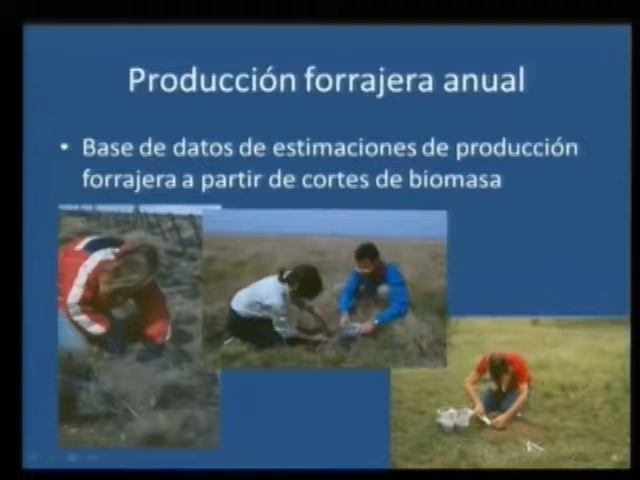 Producción forrajera anual
• Base de datos de estimaciones de producción
forrajera a partir de cortes de biomasa